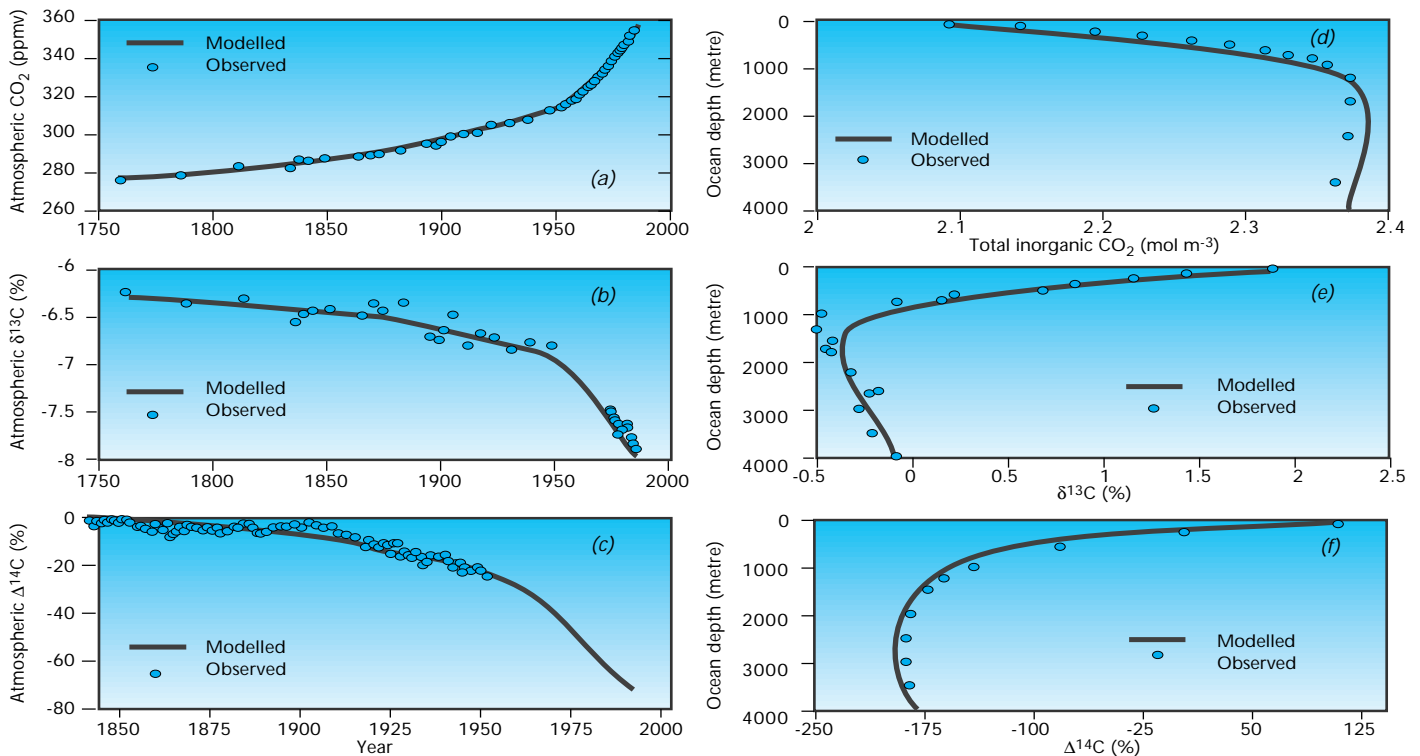 Atmospheric CO₂ (ppmv)
360
340
320
300
280
260
Modelled
Observed
(a)
1750 1800 1850 1900 1950 2000
Atmospheric δ¹³C (%)
-6
-6.5
-7
-7.5
-8
(b)
Modelled
Observed
1750 1800 1850 1900 1950 2000
Atmospheric Δ¹⁴C (%)
0
-20
-40
-60
-80
(c)
Modelled
Observed
1850 1875 1900 1925 1950 1975 2000
Year
Ocean depth (metre)
0
1000
2000
3000
4000
(d)
Modelled
Observed
2 2.1 2.2 2.3 2.4
Total inorganic CO₂ (mol m⁻³)
Ocean depth (metre)
0
1000
2000
3000
4000
(e)
Modelled
Observed
-0.5 0 0.5 1 1.5 2 2.5
δ¹³C (%)
Ocean depth (metre)
0
1000
2000
3000
4000
(f)
Modelled
Observed
-250 -175 -100 -25 50 125
Δ¹⁴C (%)